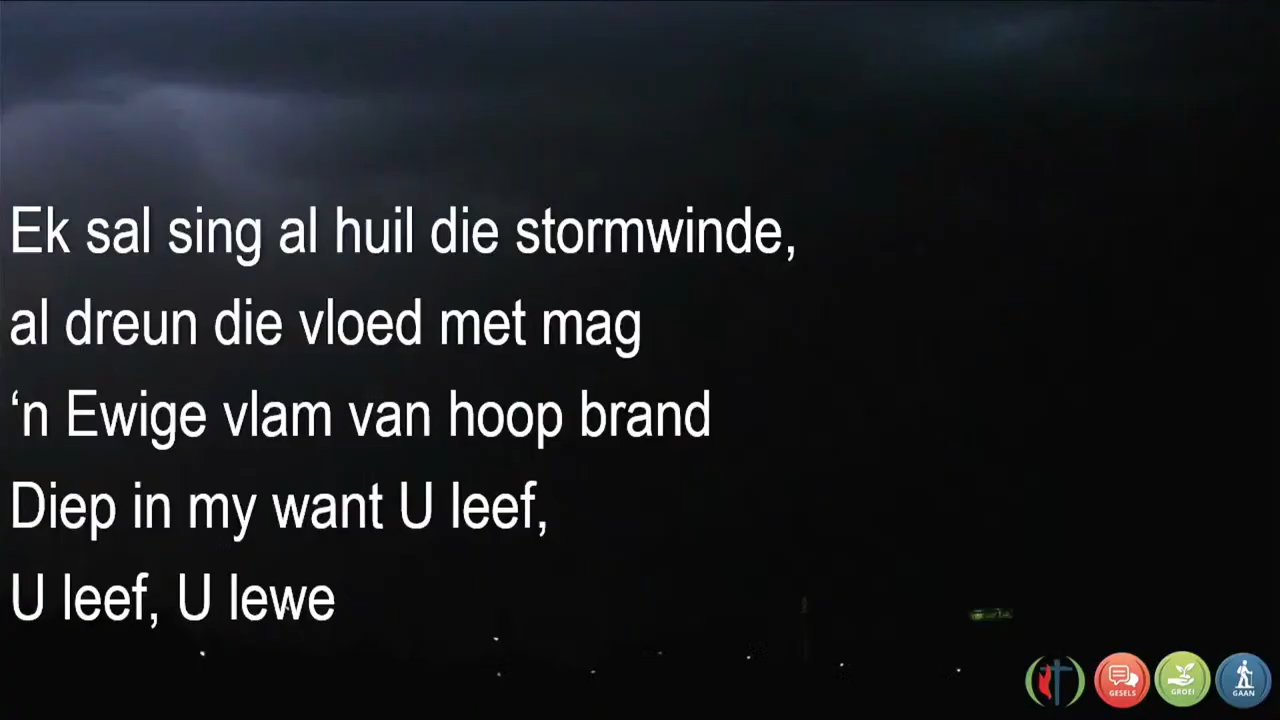 Ek sal sing al huil die stormwinde,
al dreun die vloed met mag
‘n Ewige vlam van hoop brand
Diep in my want U leef,
U leef, U lewe
GESELS
GROEI
GAAN